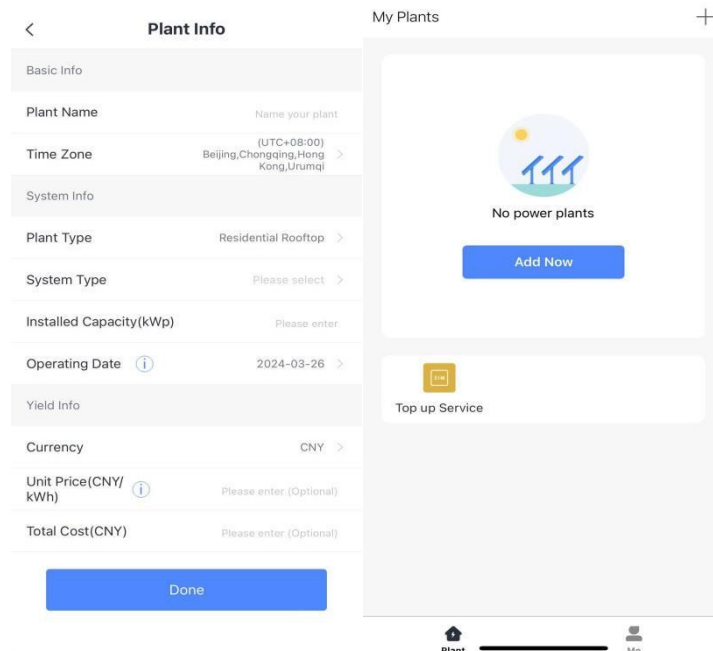 Plant Info
Basic Info
Plant Name
Name your plant
Time Zone
(UTC+08:00)
Beijing,Chongqing,Hong
Kong,Urumqi
System Info
Plant Type
Residential Rooftop
System Type
Please select
Installed Capacity(kWp)
Please enter
Operating Date
2024-03-26
Yield Info
Currency
CNY
Unit Price(CNY/
kWh)
Please enter (Optional)
Total Cost(CNY)
Please enter (Optional)
Done
My Plants
No power plants
Add Now
Top up Service
Plant
Me